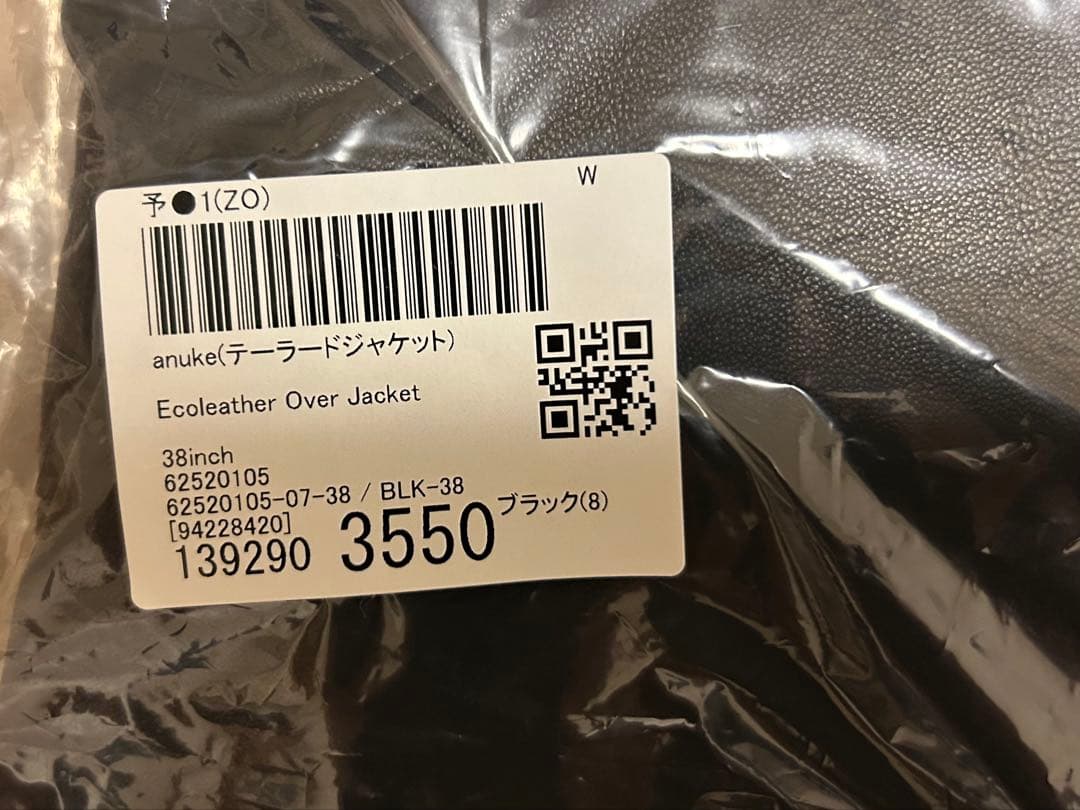 予●1(ZO)
W
anuke(テーラードジャケット)
Ecoleather Over Jacket
38inch
62520105
62520105-07-38 / BLK-38
[94228420]
ブラック(8)
139290 3550